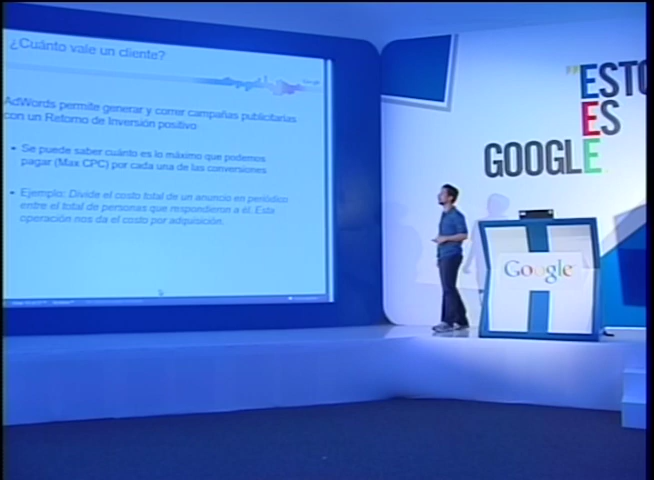 ¿Cuánto vale un cliente?
AdWords permite generar y correr campañas publicitarias
con un Retorno de Inversión positivo
• Se puede saber cuánto es lo máximo que podemos
pagar (Max CPC) por cada una de las conversiones
• Ejemplo: Divide el costo total de un anuncio en periódico
entre el total de personas que respondieron a él. Esta
operación nos da el costo por adquisición.
"ESTO
ES
GOOGLE
Google